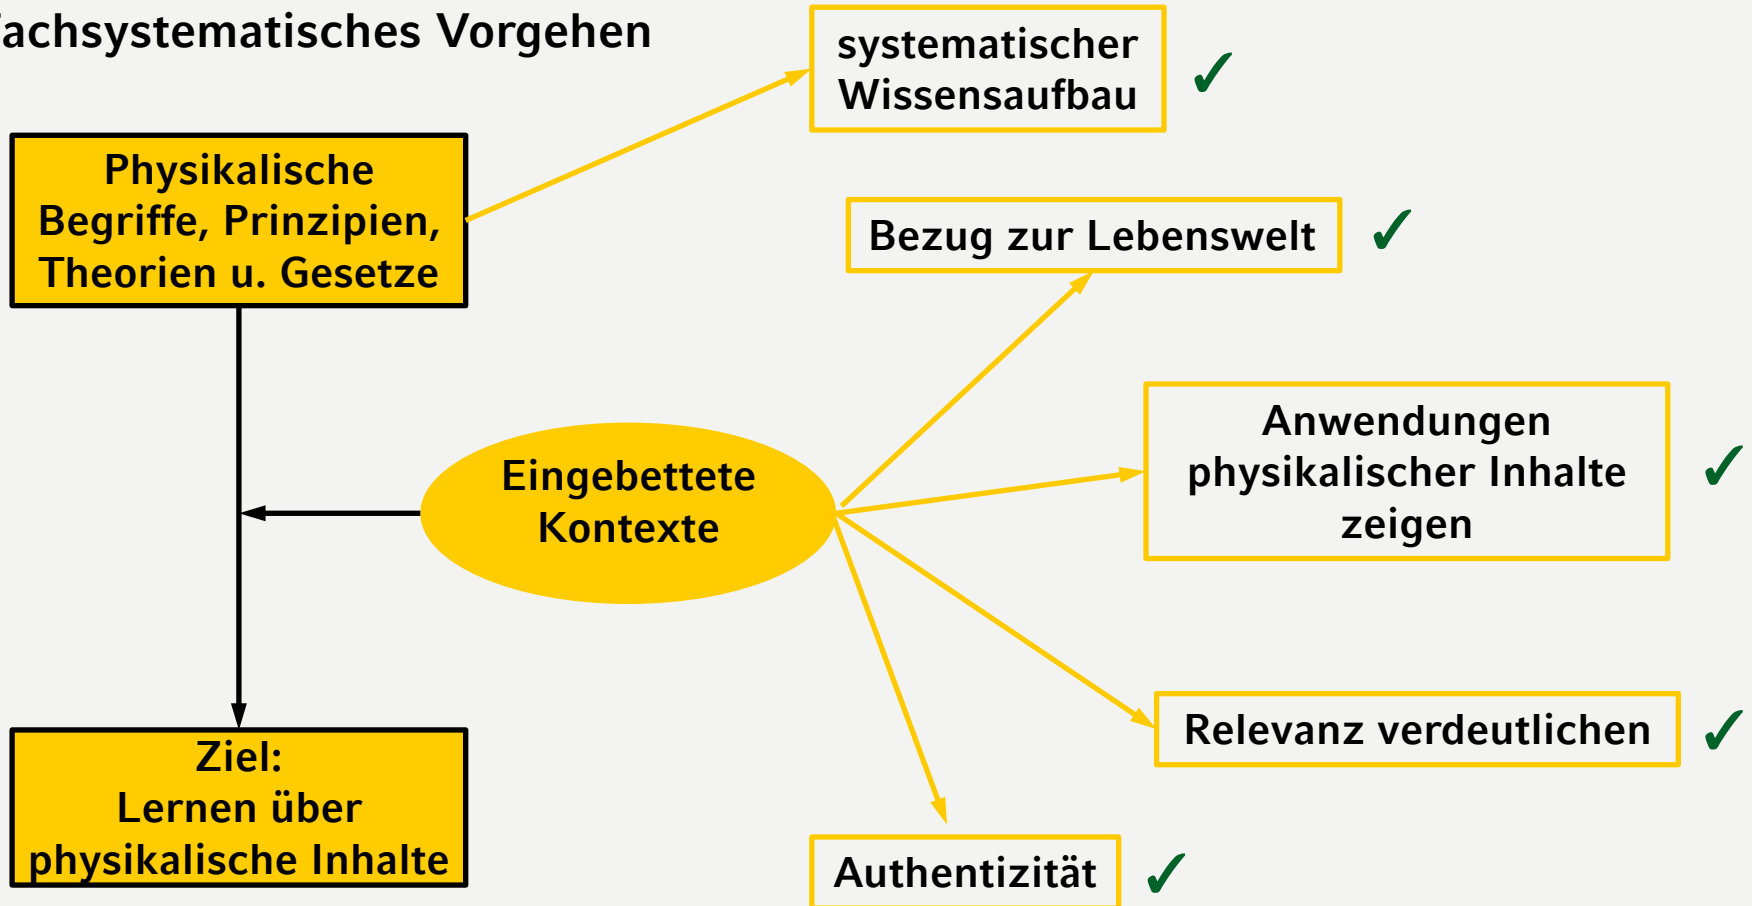 achsystematisches Vorgehen
systematischer
Wissensaufbau
✓
Physikalische
Begriffe, Prinzipien,
Theorien u. Gesetze
Bezug zur Lebenswelt
✓
Anwendungen
physikalischer Inhalte
zeigen
✓
Eingebettete
Kontexte
Relevanz verdeutlichen
✓
Ziel:
Lernen über
physikalische Inhalte
Authentizität
✓